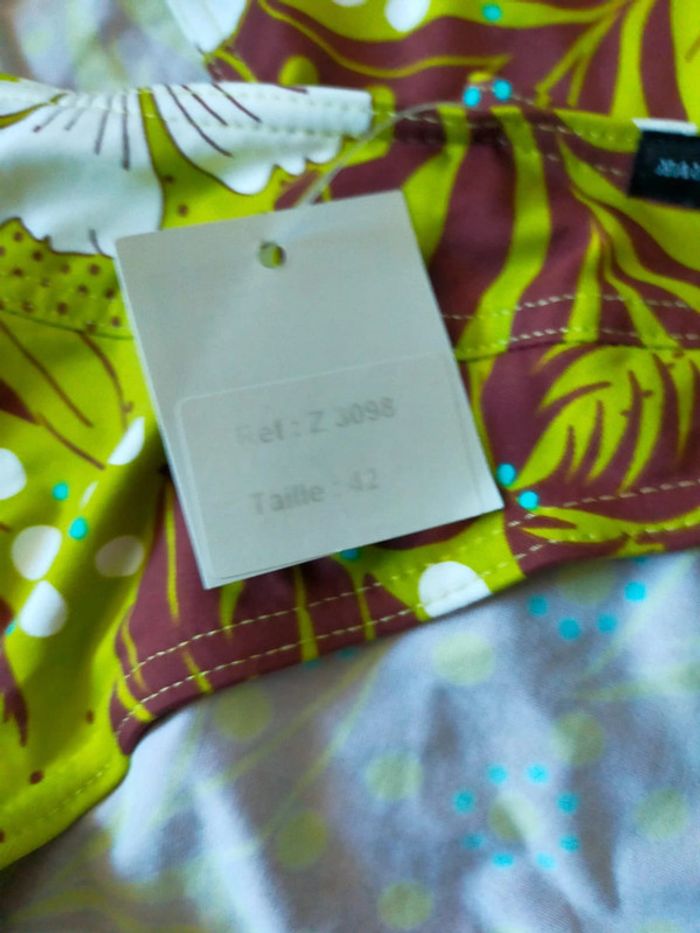 Ref : Z 3098
Taille : 42